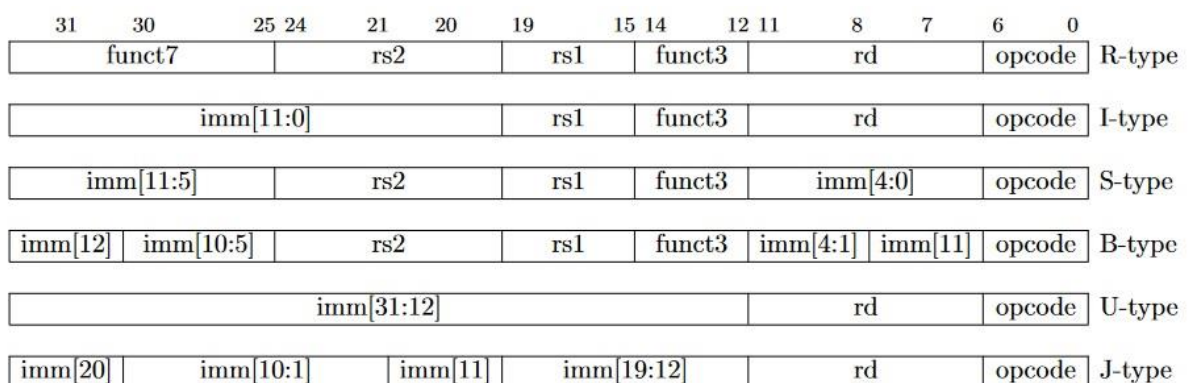 31 30 25 24 21 20 19 15 14 12 11 8 7 6 0
funct7 rs2 rs1 funct3 rd opcode R-type
imm[11:0] rs1 funct3 rd opcode I-type
imm[11:5] rs2 rs1 funct3 imm[4:0] opcode S-type
imm[12] imm[10:5] rs2 rs1 funct3 imm[4:1] imm[11] opcode B-type
imm[31:12] rd opcode U-type
imm[20] imm[10:1] imm[11] imm[19:12] rd opcode J-type